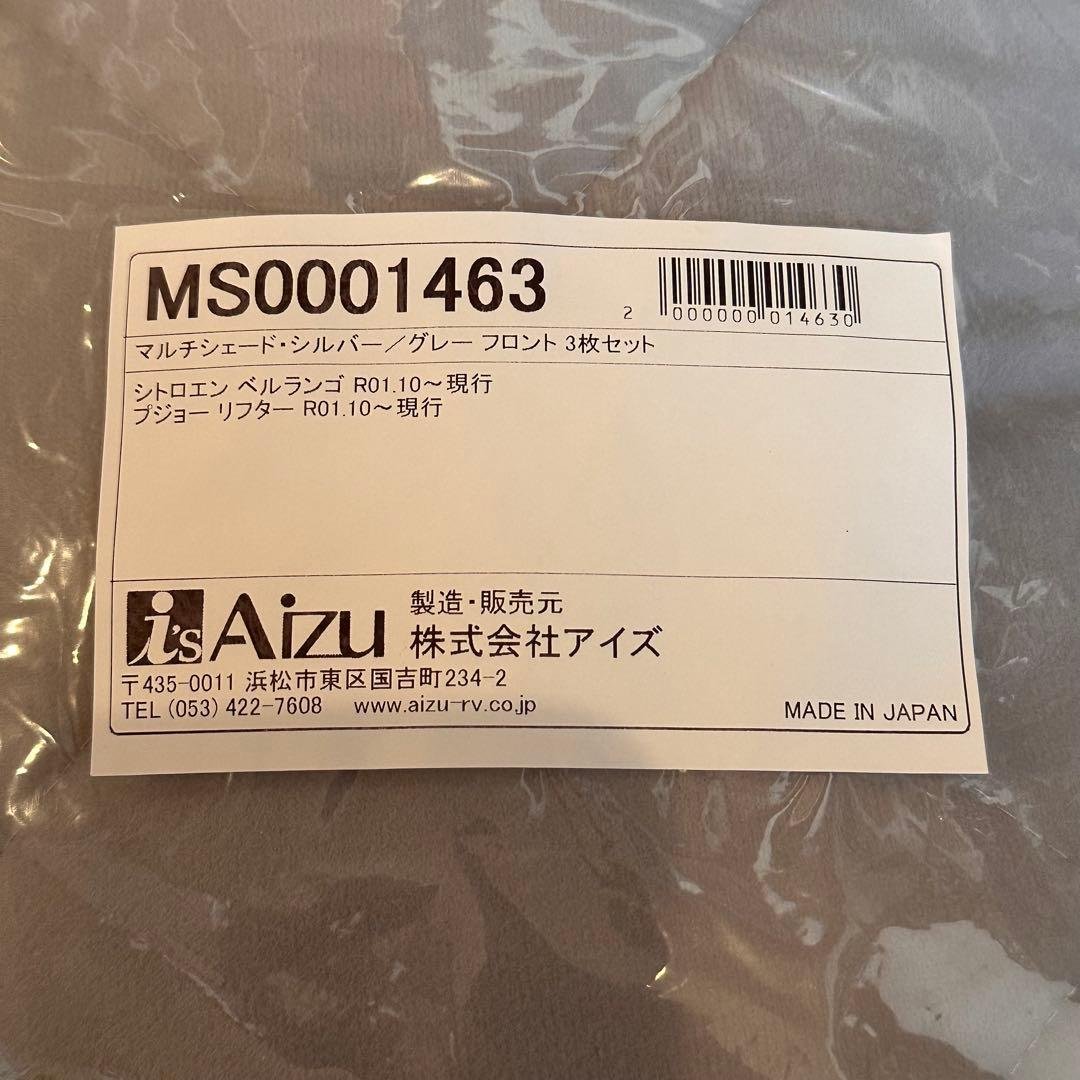 MS0001463
2 000000 014630
マルチシェード・シルバー／グレー フロント 3枚セット
シトロエン ベルランゴ R01.10～現行
プジョー リフター R01.10～現行
i's Aizu
製造・販売元
株式会社アイズ
〒435-0011 浜松市東区国吉町234-2
TEL (053) 422-7608 www.aizu-rv.co.jp
MADE IN JAPAN